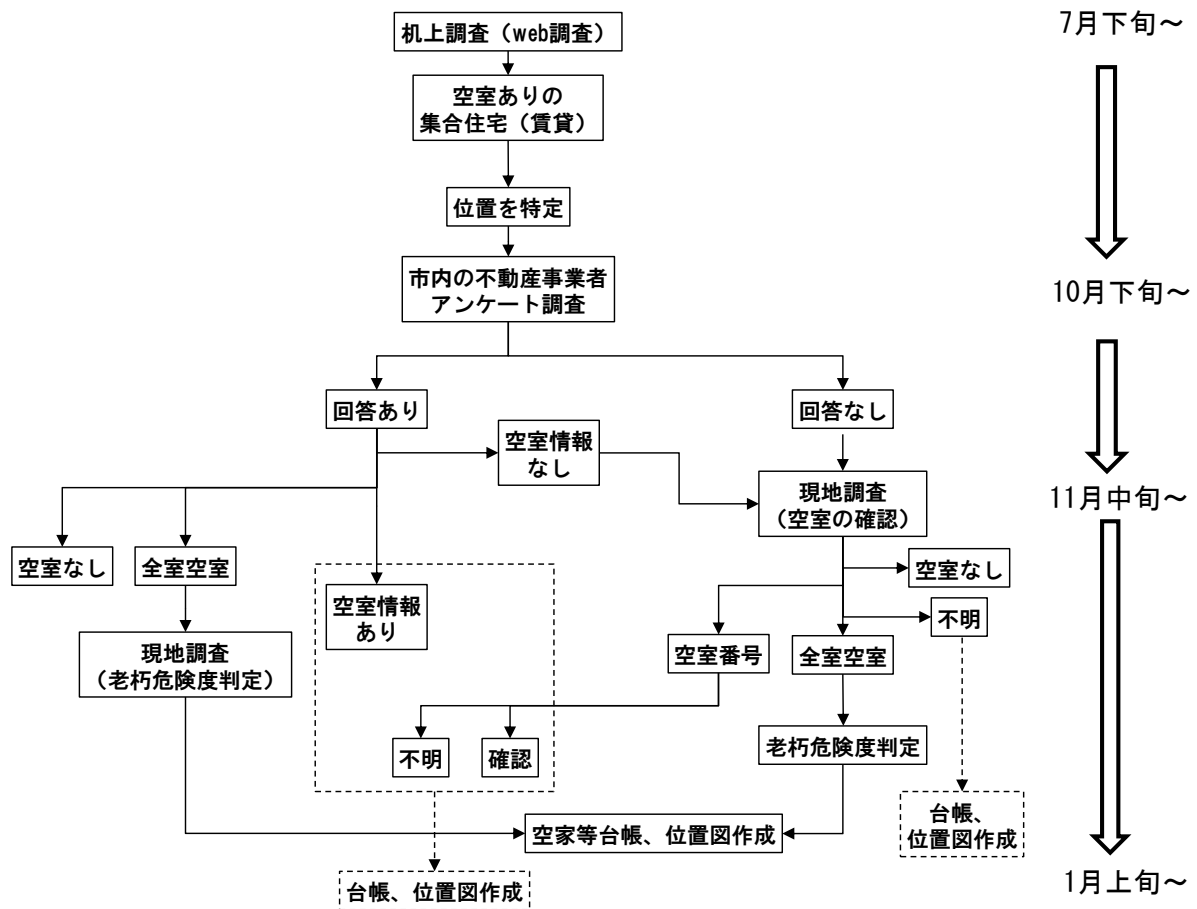 机上調査（web調査）
7月下旬～
空室ありの
集合住宅（賃貸）
位置を特定
市内の不動産事業者
アンケート調査
10月下旬～
回答あり
回答なし
空室情報
なし
現地調査
（空室の確認）
11月中旬～
空室なし
全室空室
空室情報
あり
空室なし
不明
現地調査
（老朽危険度判定）
空室番号
全室空室
不明
確認
老朽危険度判定
台帳、
位置図作成
空家等台帳、位置図作成
台帳、位置図作成
1月上旬～